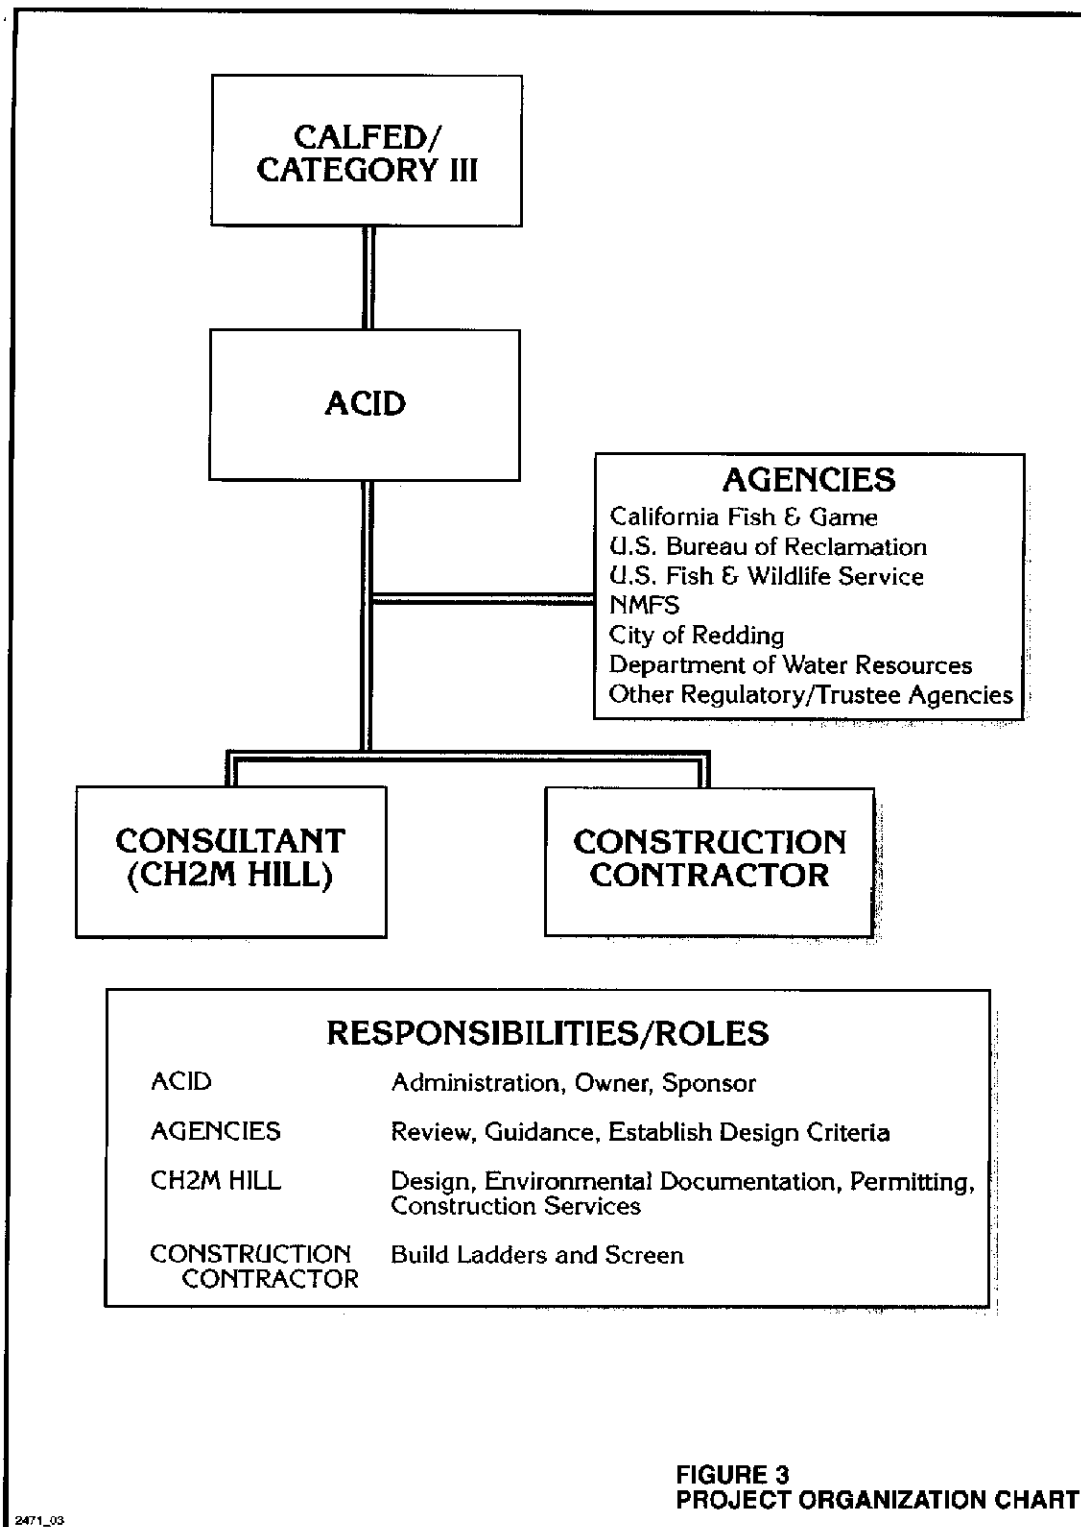 CALFED/
CATEGORY III
ACID
AGENCIES
California Fish & Game
U.S. Bureau of Reclamation
U.S. Fish & Wildlife Service
NMFS
City of Redding
Department of Water Resources
Other Regulatory/Trustee Agencies
CONSULTANT
(CH2M HILL)
CONSTRUCTION
CONTRACTOR
RESPONSIBILITIES/ROLES
ACID Administration, Owner, Sponsor
AGENCIES Review, Guidance, Establish Design Criteria
CH2M HILL Design, Environmental Documentation, Permitting,
Construction Services
CONSTRUCTION Build Ladders and Screen
CONTRACTOR
FIGURE 3
PROJECT ORGANIZATION CHART
2471_03